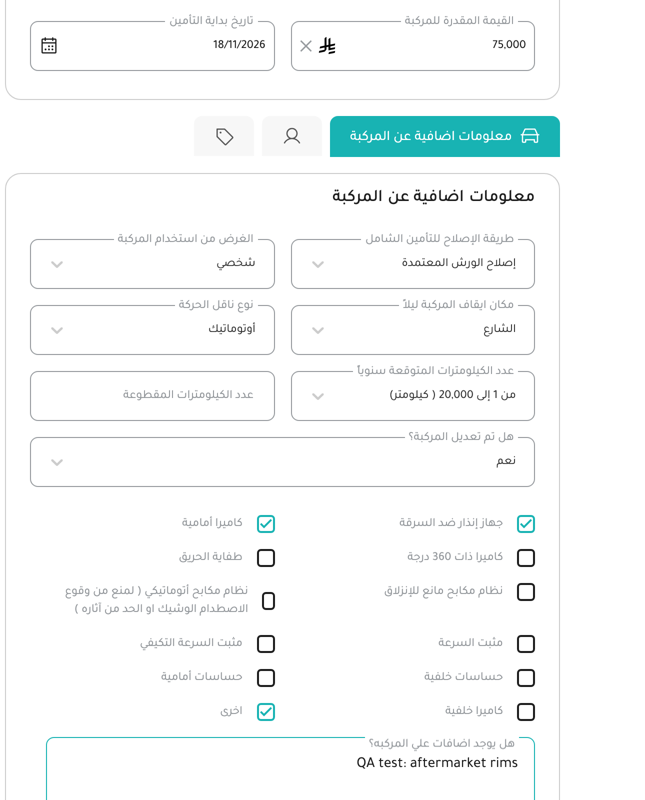 القيمة المقدرة للمركبة
75,000
تاريخ بداية التأمين
18/11/2026
معلومات اضافية عن المركبة
معلومات اضافية عن المركبة
طريقة الإصلاح للتأمين الشامل
إصلاح الورش المعتمدة
الغرض من استخدام المركبة
شخصي
مكان ايقاف المركبة ليلاً
الشارع
نوع ناقل الحركة
أوتوماتيك
عدد الكيلومترات المتوقعة سنوياً
من 1 إلى 20,000 ( كيلومتر)
عدد الكيلومترات المقطوعة
هل تم تعديل المركبة؟
نعم
جهاز إنذار ضد السرقة
كاميرا أمامية
كاميرا ذات 360 درجة
طفاية الحريق
نظام مكابح مانع للإنزلاق
نظام مكابح أتوماتيكي ( لمنع من وقوع
الاصطدام الوشيك او الحد من آثاره )
مثبت السرعة
مثبت السرعة التكيفي
حساسات خلفية
حساسات أمامية
كاميرا خلفية
اخرى
هل يوجد اضافات علي المركبه؟
QA test: aftermarket rims